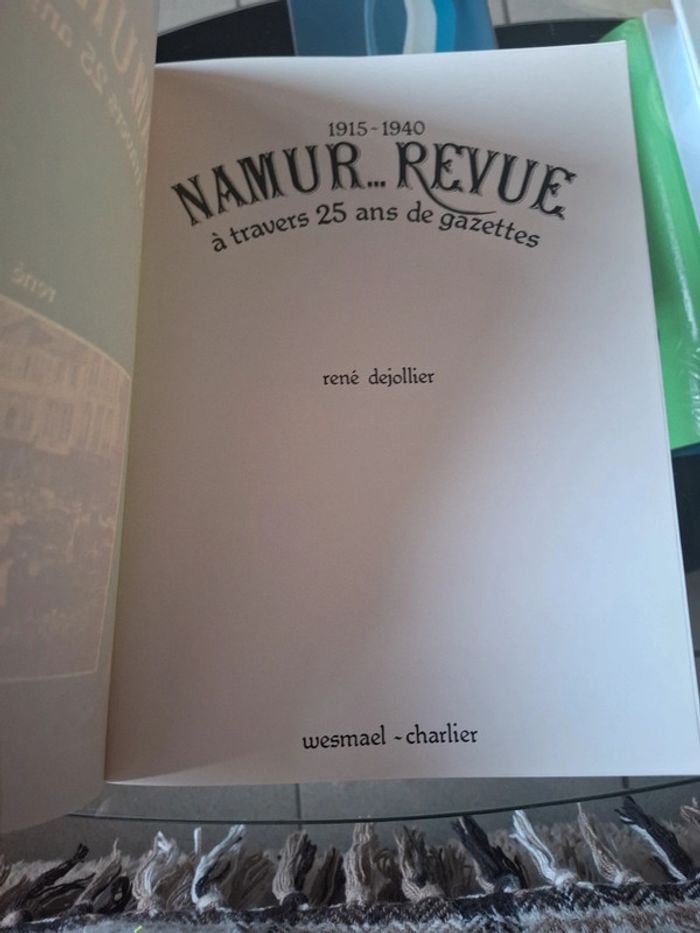 1915-1940
NAMUR... REVUE
à travers 25 ans de gazettes
rené dejollier
wesmael ~ charlier